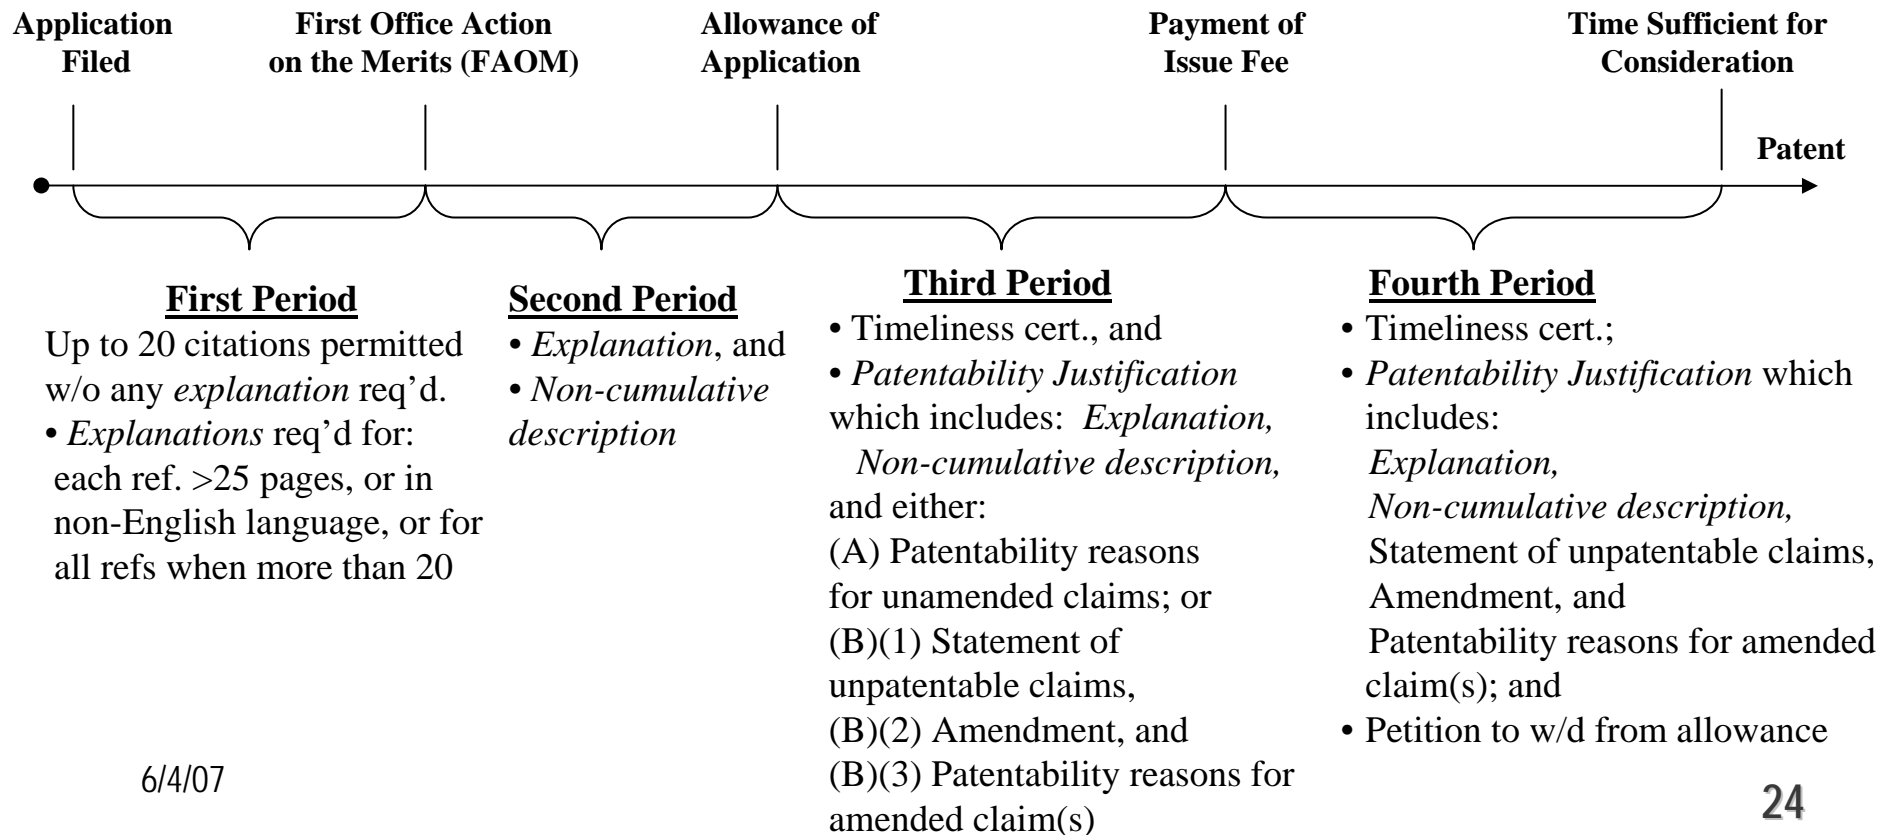 Application
Filed
First Office Action
on the Merits (FAOM)
Allowance of
Application
Payment of
Issue Fee
Time Sufficient for
Consideration
Patent
First Period
Up to 20 citations permitted
w/o any explanation req’d.
• Explanations req’d for:
each ref. >25 pages, or in
non-English language, or for
all refs when more than 20
Second Period
• Explanation, and
• Non-cumulative
description
Third Period
• Timeliness cert., and
• Patentability Justification
which includes: Explanation,
Non-cumulative description,
and either:
(A) Patentability reasons
for unamended claims; or
(B)(1) Statement of
unpatentable claims,
(B)(2) Amendment, and
(B)(3) Patentability reasons for
amended claim(s)
Fourth Period
• Timeliness cert.;
• Patentability Justification which
includes:
Explanation,
Non-cumulative description,
Statement of unpatentable claims,
Amendment, and
Patentability reasons for amended
claim(s); and
• Petition to w/d from allowance
6/4/07
24